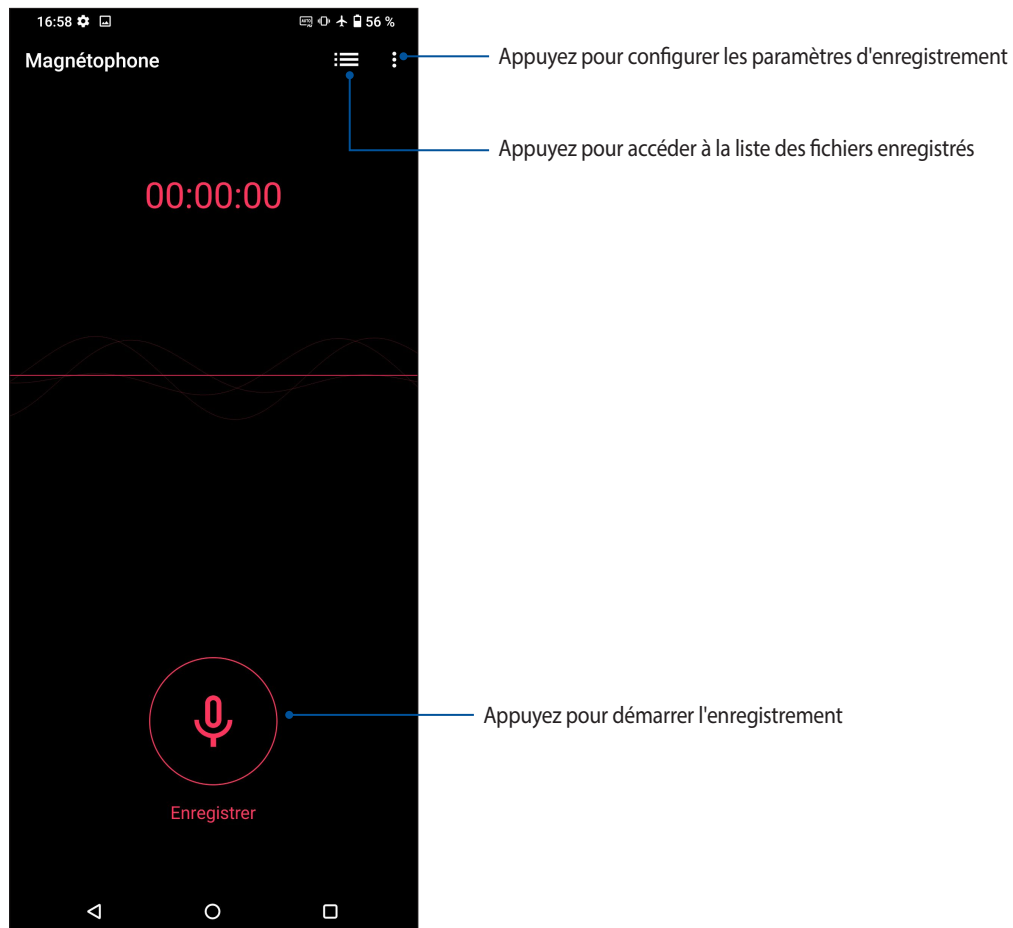 16:58 56 %
Magnétophone
Appuyez pour configurer les paramètres d'enregistrement
Appuyez pour accéder à la liste des fichiers enregistrés
00:00:00
Appuyez pour démarrer l'enregistrement
Enregistrer